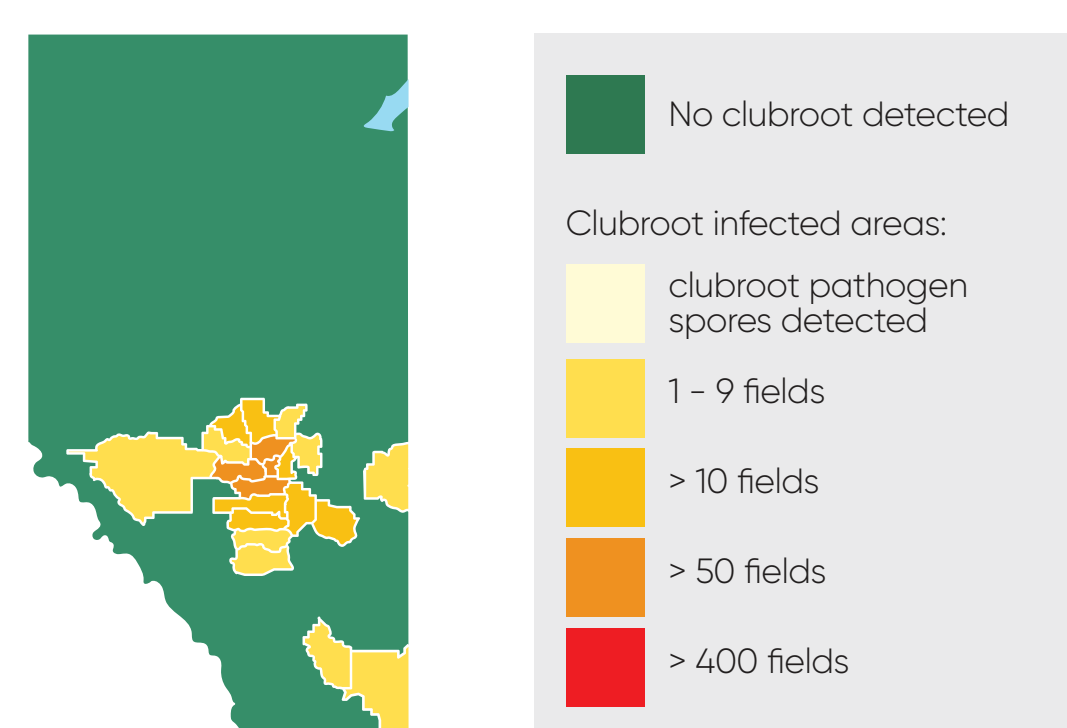 No clubroot detected
Clubroot infected areas:
clubroot pathogen
spores detected
1 - 9 fields
> 10 fields
> 50 fields
> 400 fields